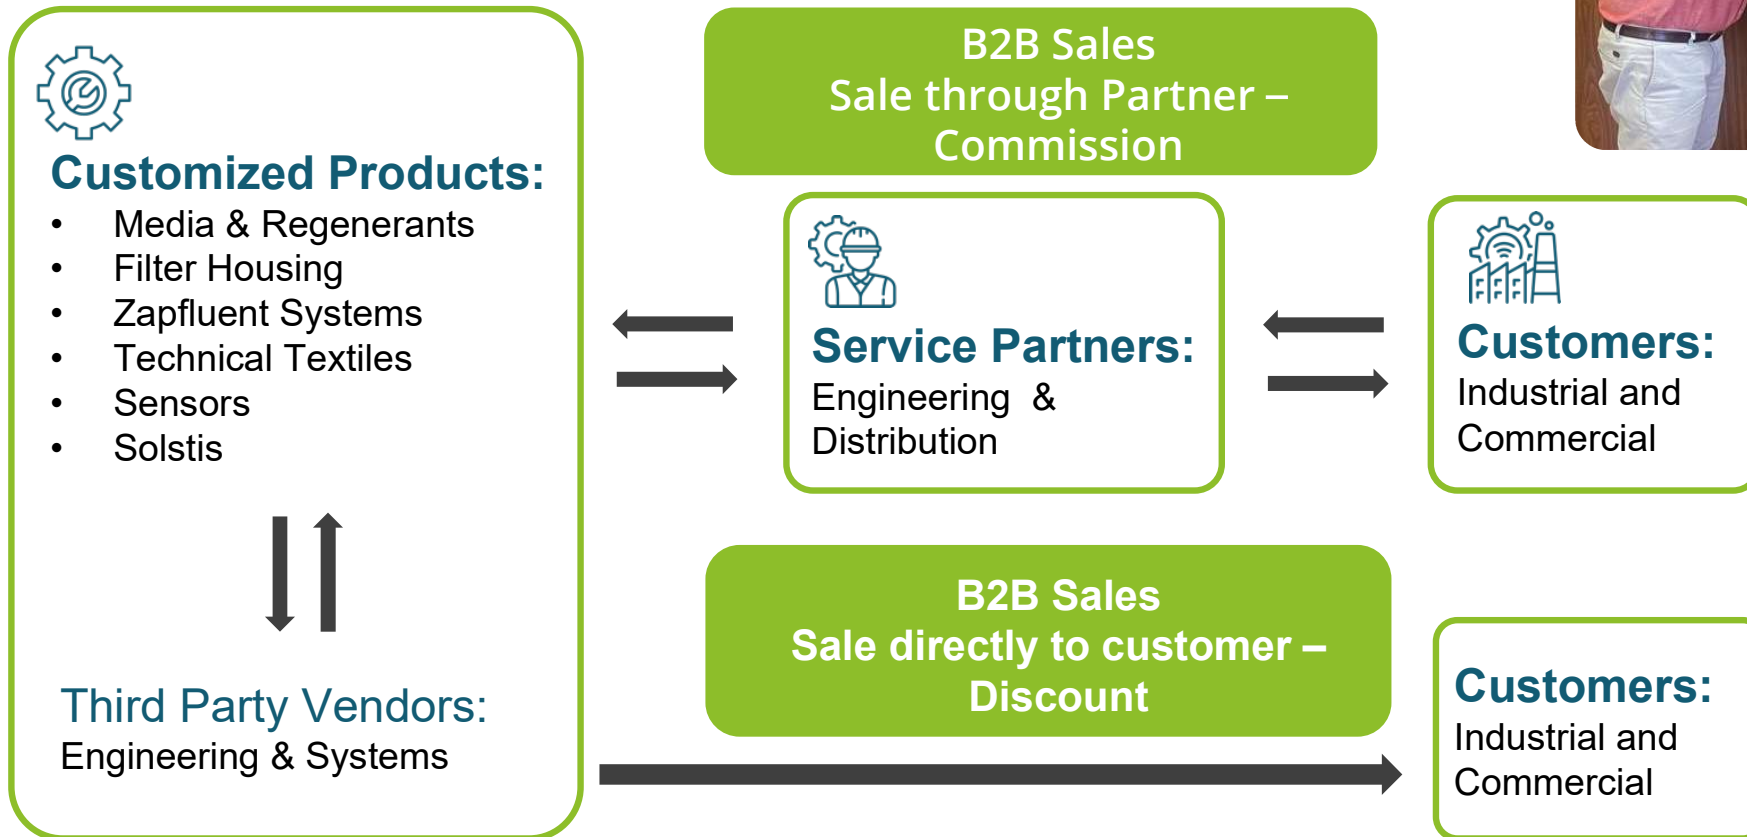 Customized Products:
• Media & Regenerants
• Filter Housing
• Zapfluent Systems
• Technical Textiles
• Sensors
• Solstis
Third Party Vendors:
Engineering & Systems
B2B Sales
Sale through Partner –
Commission
Service Partners:
Engineering &
Distribution
Customers:
Industrial and
Commercial
B2B Sales
Sale directly to customer –
Discount
Customers:
Industrial and
Commercial